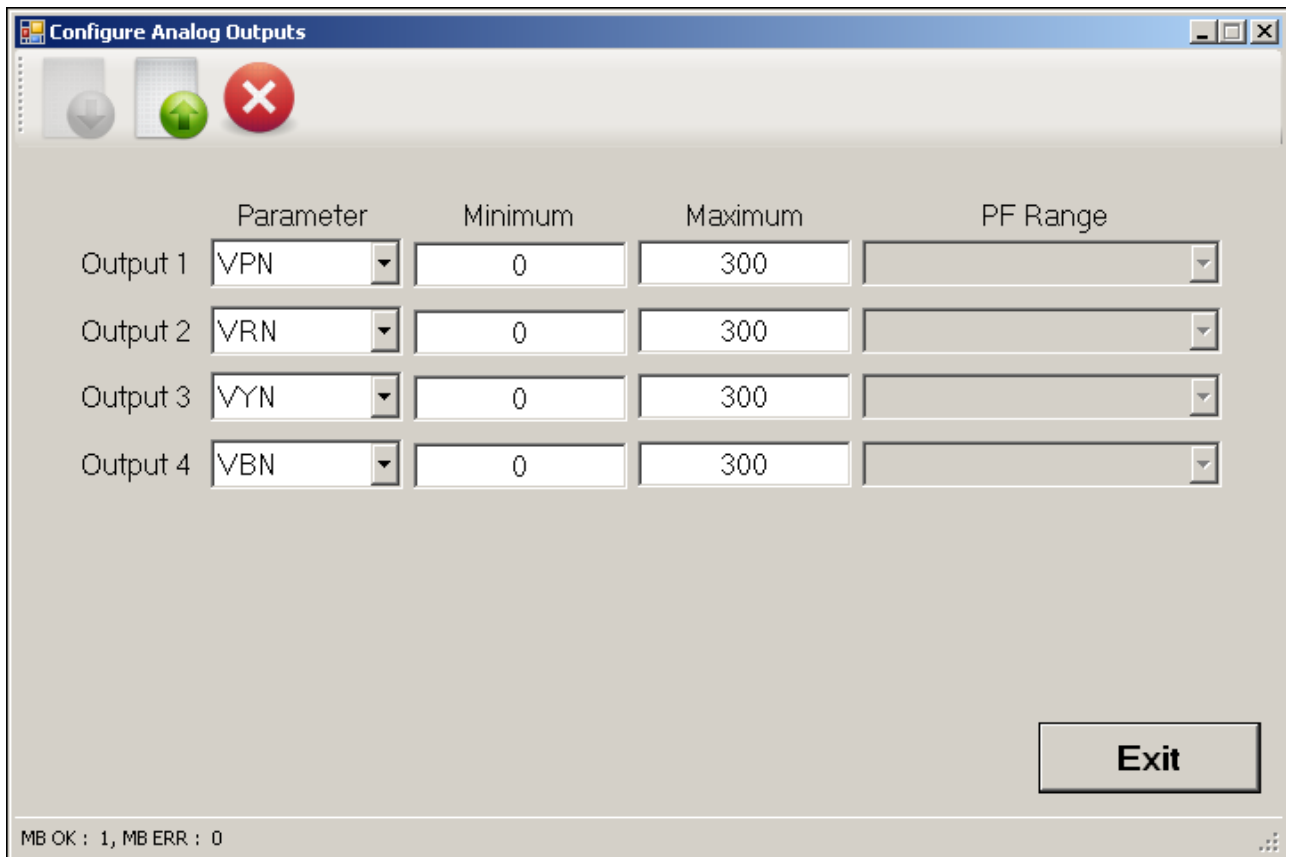 Configure Analog Outputs
Parameter Minimum Maximum PF Range
Output 1 VPN 0 300
Output 2 VRN 0 300
Output 3 VYN 0 300
Output 4 VBN 0 300
Exit
MB OK : 1, MB ERR : 0